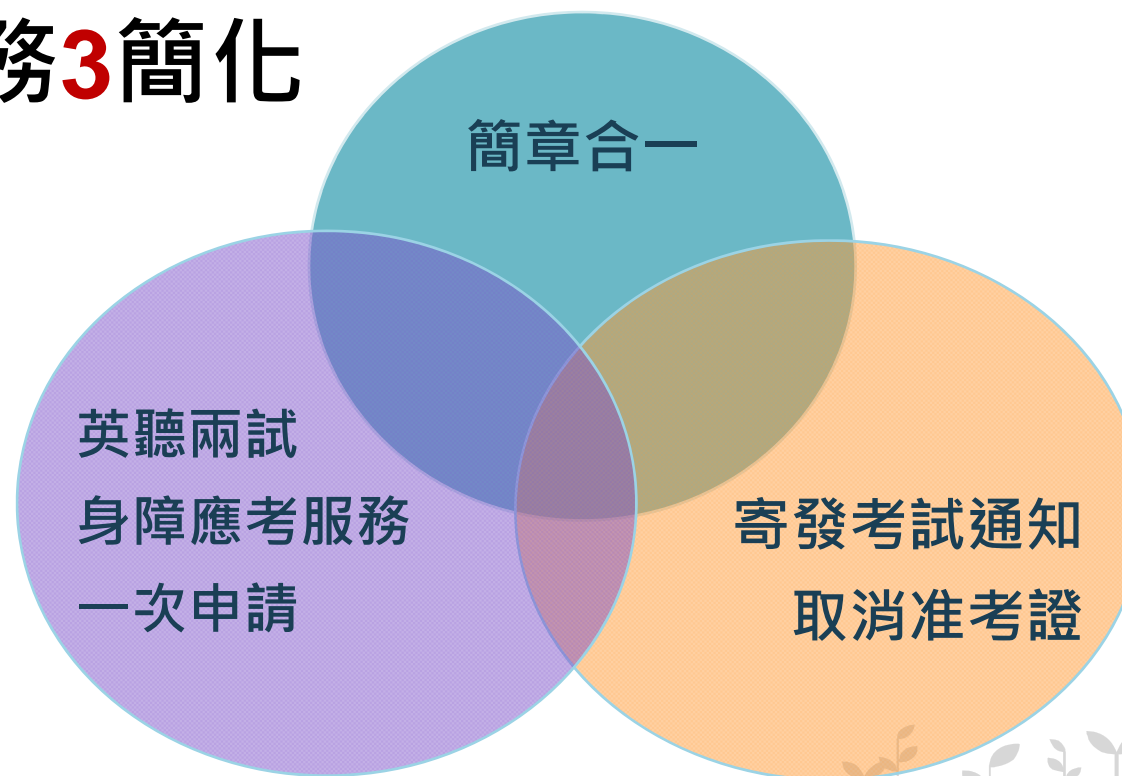 務3簡化
簡章合一
英聽兩試
身障應考服務
一次申請
寄發考試通知
取消准考證